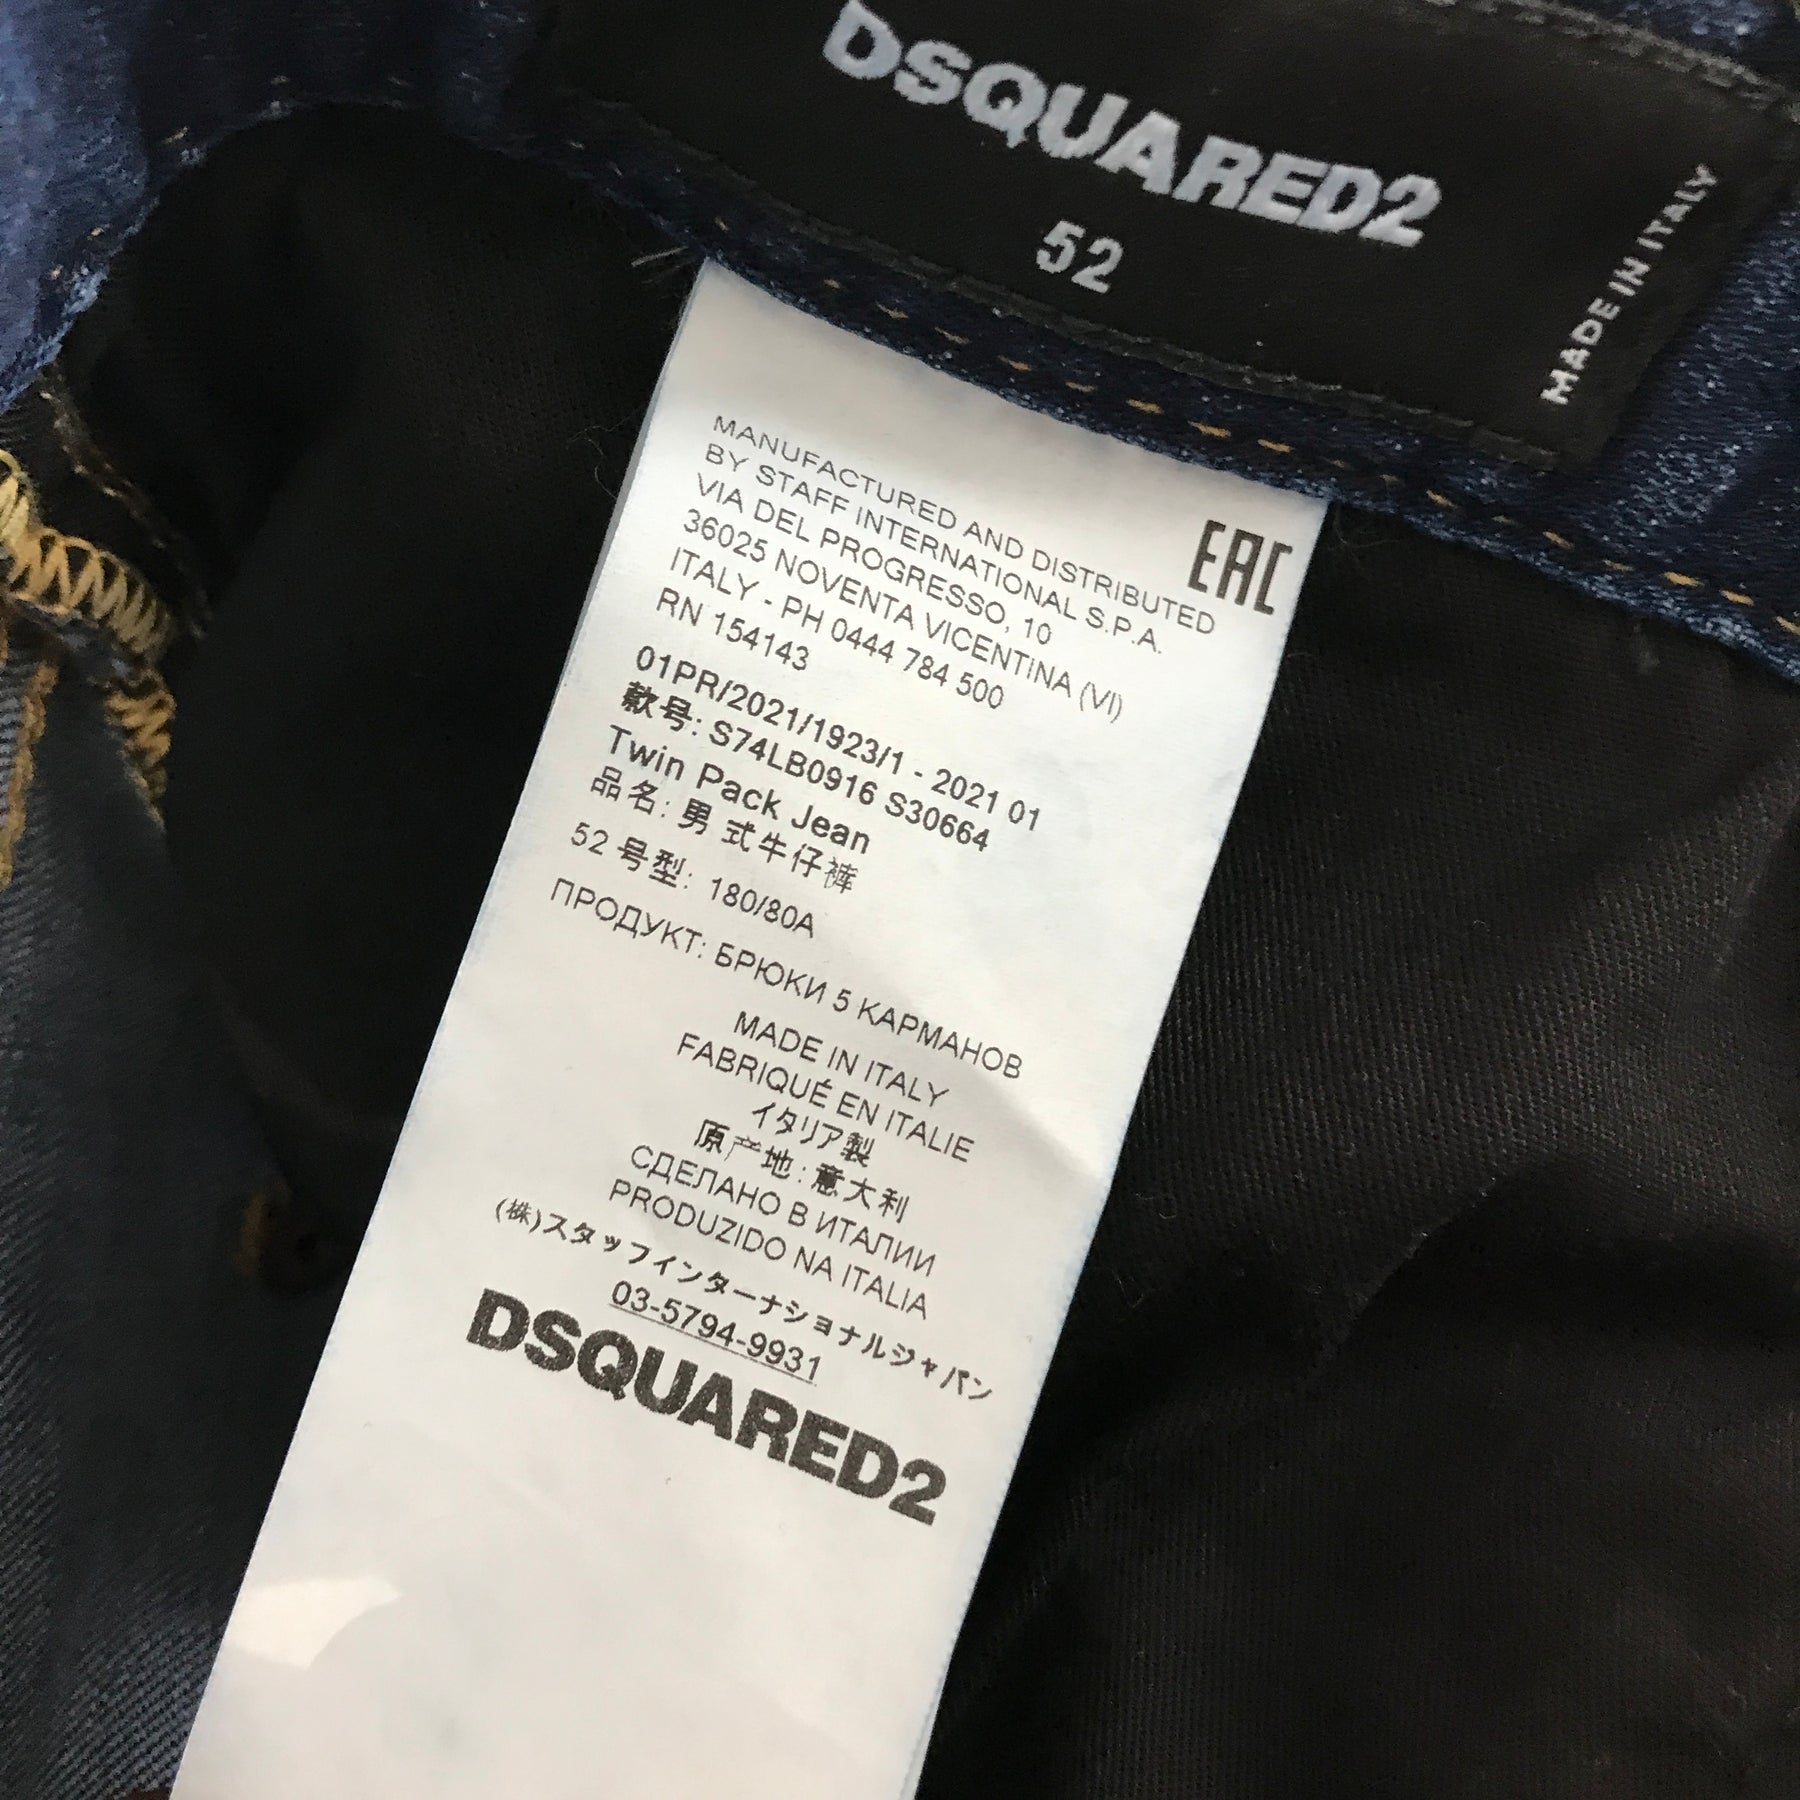 DSQUARED2
52
MADE IN ITALY
MANUFACTURED AND DISTRIBUTED
BY STAFF INTERNATIONAL S.P.A.
VIA DEL PROGRESSO, 10
36025 NOVENTA VICENTINA (VI)
ITALY - PH 0444 784 500
RN 154143
EAC
01PR/2021/1923/1 - 2021 01
款号: S74LB0916 S30664
Twin Pack Jean
品名: 男式牛仔裤
52 号型: 180/80A
ПРОДУКТ: БРЮКИ 5 КАРМАНОВ
MADE IN ITALY
FABRIQUÉ EN ITALIE
イタリア製
原产地: 意大利
СДЕЛАНО В ИТАЛИИ
PRODUZIDO NA ITALIA
(株)スタッフインターナショナルジャパン
03-5794-9931
DSQUARED2